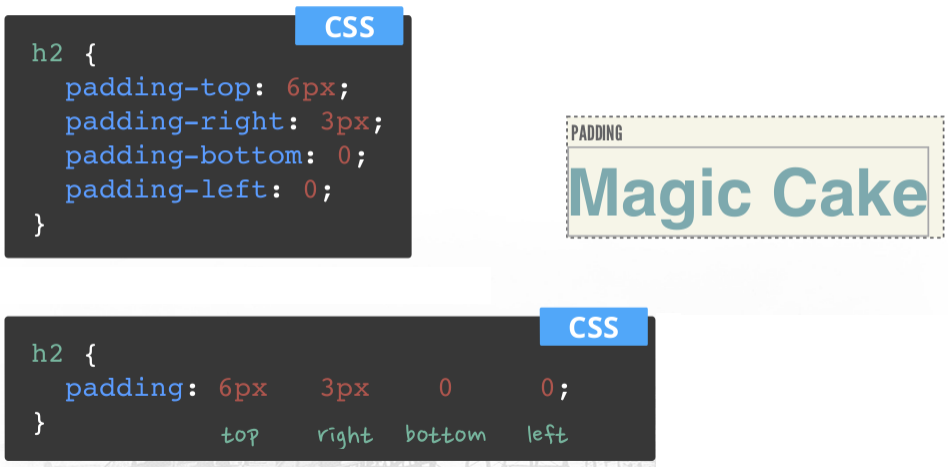 CSS
h2 {
padding-top: 6px;
padding-right: 3px;
padding-bottom: 0;
padding-left: 0;
}
PADDING
Magic Cake
CSS
h2 {
padding: 6px 3px 0 0;
}
top right bottom left